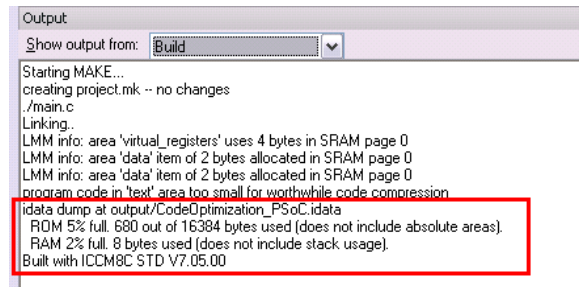 Output
Show output from: Build
Starting MAKE...
creating project.mk -- no changes
./main.c
Linking..
LMM info: area 'virtual_registers' uses 4 bytes in SRAM page 0
LMM info: area 'data' item of 2 bytes allocated in SRAM page 0
LMM info: area 'data' item of 2 bytes allocated in SRAM page 0
program code in 'text' area too small for worthwhile code compression
idata dump at output/CodeOptimization_PSoC.idata
ROM 5% full. 680 out of 16384 bytes used (does not include absolute areas).
RAM 2% full. 8 bytes used (does not include stack usage).
Built with ICCM8C STD V7.05.00